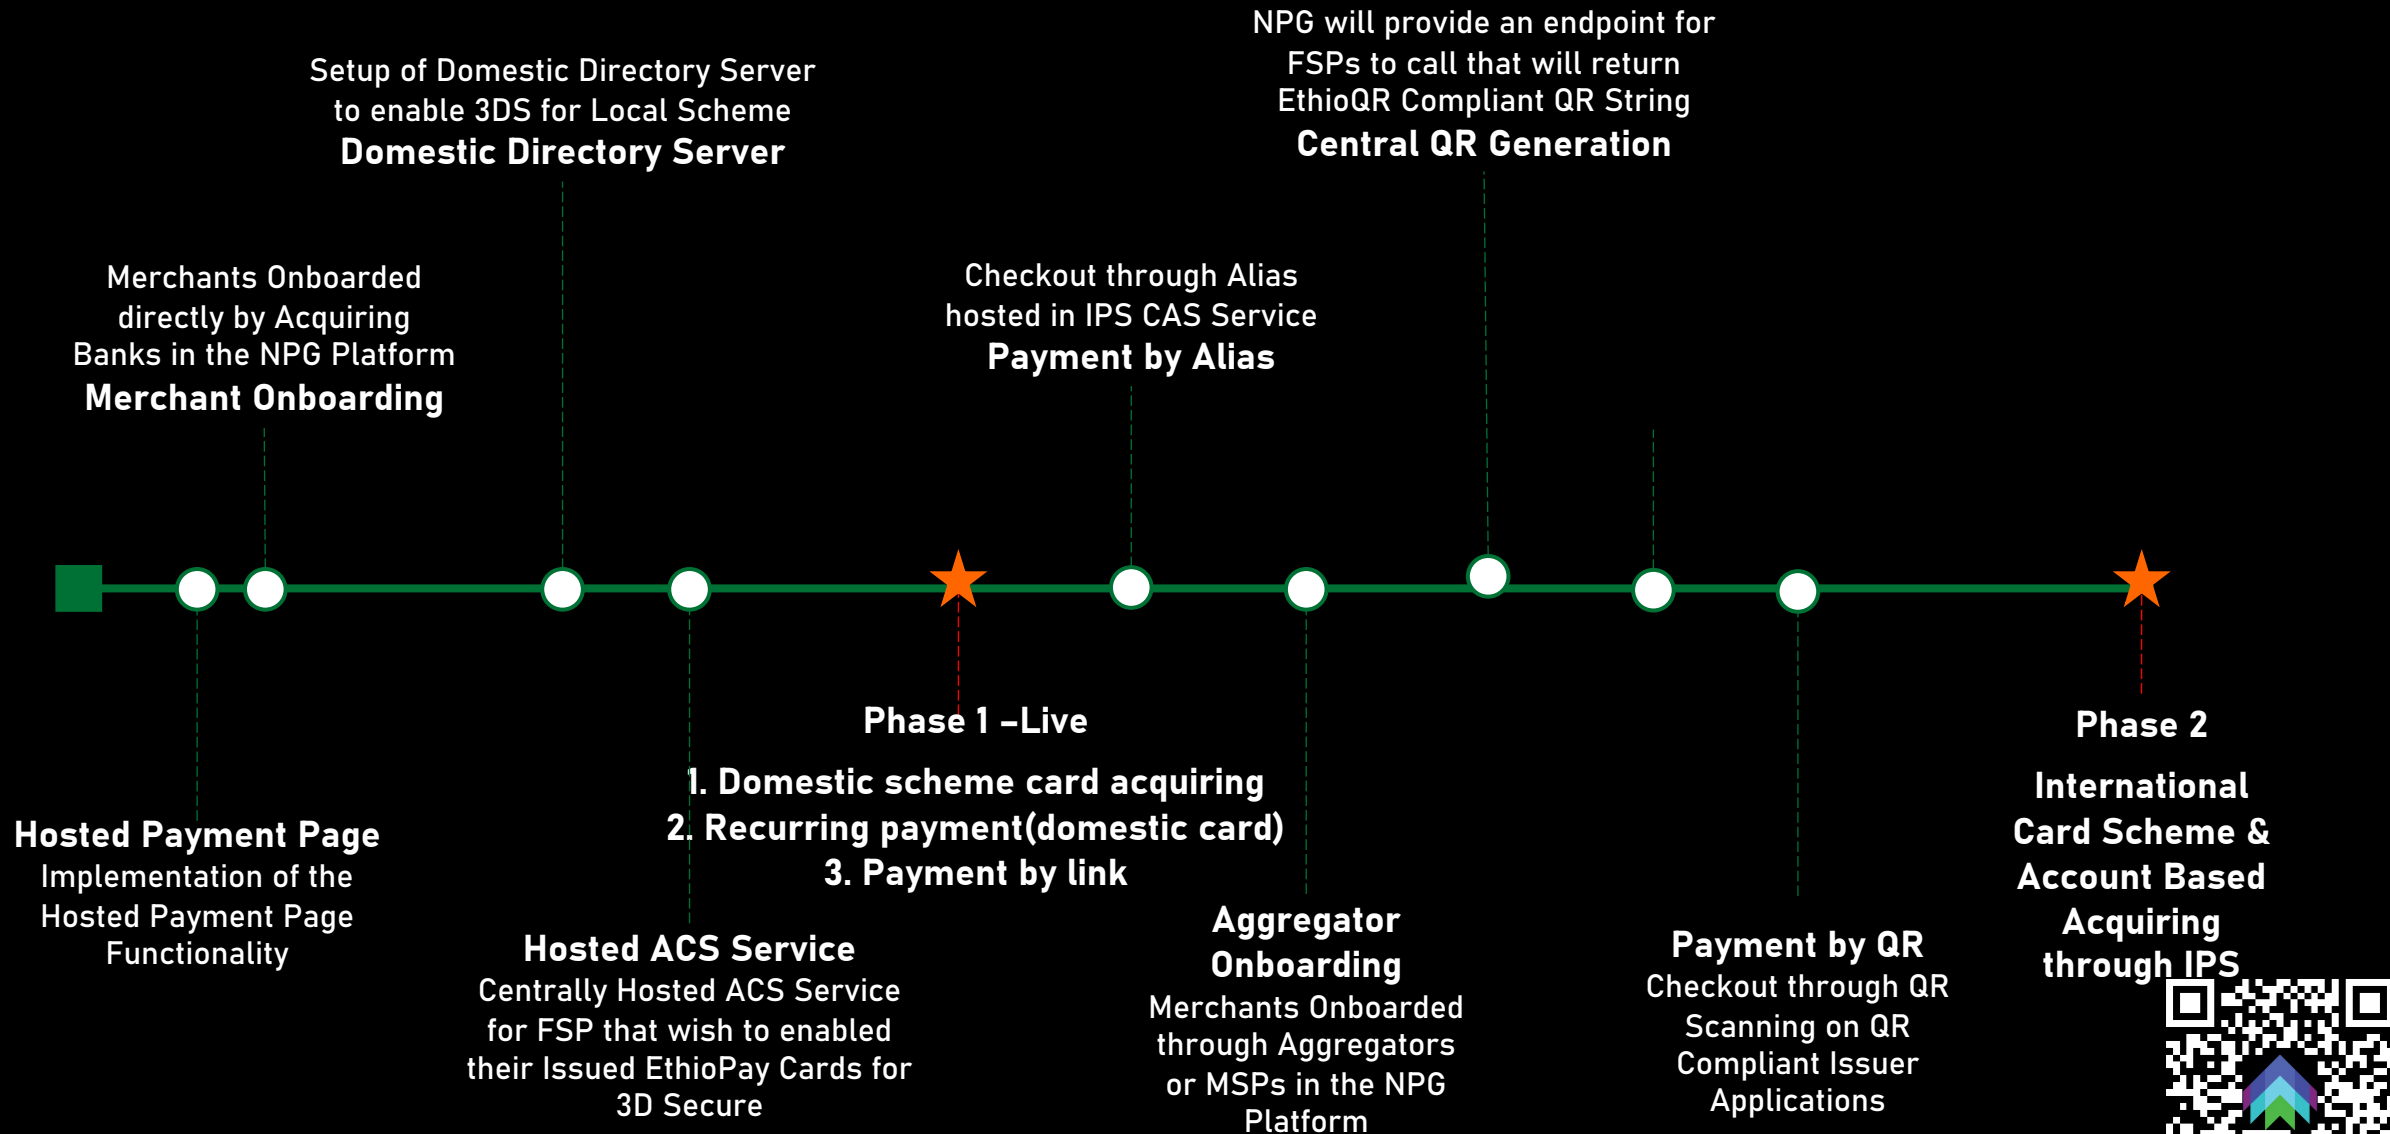 Setup of Domestic Directory Server
to enable 3DS for Local Scheme
Domestic Directory Server
NPG will provide an endpoint for
FSPs to call that will return
EthioQR Compliant QR String
Central QR Generation
Merchants Onboarded
directly by Acquiring
Banks in the NPG Platform
Merchant Onboarding
Checkout through Alias
hosted in IPS CAS Service
Payment by Alias
Hosted Payment Page
Implementation of the
Hosted Payment Page
Functionality
Hosted ACS Service
Centrally Hosted ACS Service
for FSP that wish to enabled
their Issued EthioPay Cards for
3D Secure
Phase 1 –Live
1. Domestic scheme card acquiring
2. Recurring payment(domestic card)
3. Payment by link
Aggregator
Onboarding
Merchants Onboarded
through Aggregators
or MSPs in the NPG
Platform
Payment by QR
Checkout through QR
Scanning on QR
Compliant Issuer
Applications
Phase 2
International
Card Scheme &
Account Based
Acquiring
through IPS